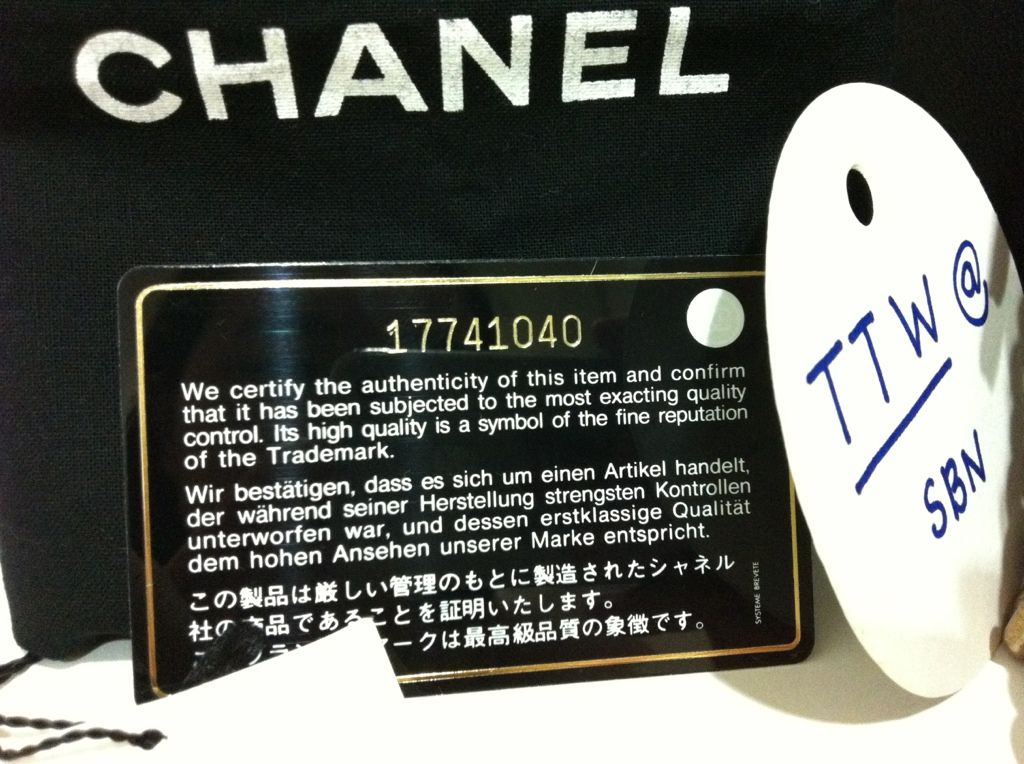 CHANEL
17741040
We certify the authenticity of this item and confirm
that it has been subjected to the most exacting quality
control. Its high quality is a symbol of the fine reputation
of the Trademark.
Wir bestätigen, dass es sich um einen Artikel handelt,
der während seiner Herstellung strengsten Kontrollen
unterworfen war, und dessen erstklassige Qualität
dem hohen Ansehen unserer Marke entspricht.
この製品は厳しい管理のもとに製造されたシャネル
社の商品であることを証明いたします。
マークは最高級品質の象徴です。
SYSTEME BREVETE
TTW @
SBN